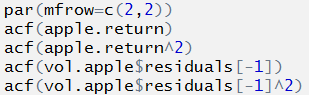 par(mfrow=c(2,2))
acf(apple.return)
acf(apple.return^2)
acf(vol.apple$residuals[-1])
acf(vol.apple$residuals[-1]^2)